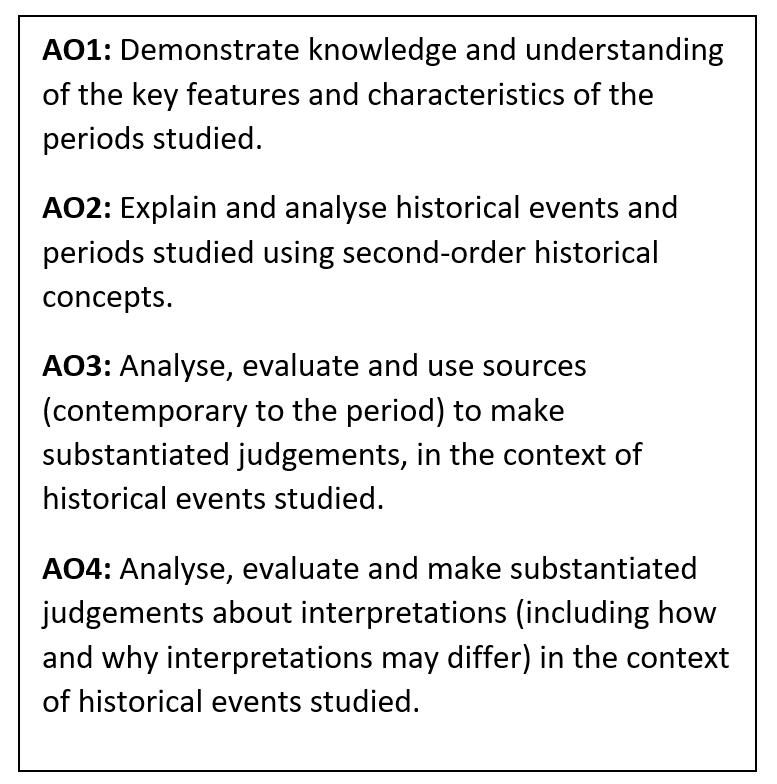 AO1: Demonstrate knowledge and understanding
of the key features and characteristics of the
periods studied.
AO2: Explain and analyse historical events and
periods studied using second-order historical
concepts.
AO3: Analyse, evaluate and use sources
(contemporary to the period) to make
substantiated judgements, in the context of
historical events studied.
AO4: Analyse, evaluate and make substantiated
judgements about interpretations (including how
and why interpretations may differ) in the context
of historical events studied.